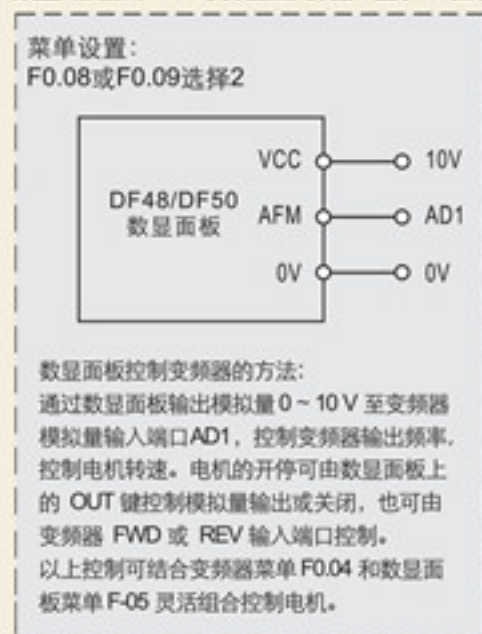 菜单设置：
F0.08或F0.09选择2
VCC 10V
DF48/DF50
数显面板
AFM AD1
0V 0V
数显面板控制变频器的方法：
通过数显面板输出模拟量0~10V至变频器
模拟量输入端口AD1，控制变频器输出频率，
控制电机转速。电机的开停可由数显面板上
的 OUT 键控制模拟量输出或关闭，也可由
变频器 FWD 或 REV 输入端口控制。
以上控制可结合变频器菜单F0.04 和数显面
板菜单F-05 灵活组合控制电机。